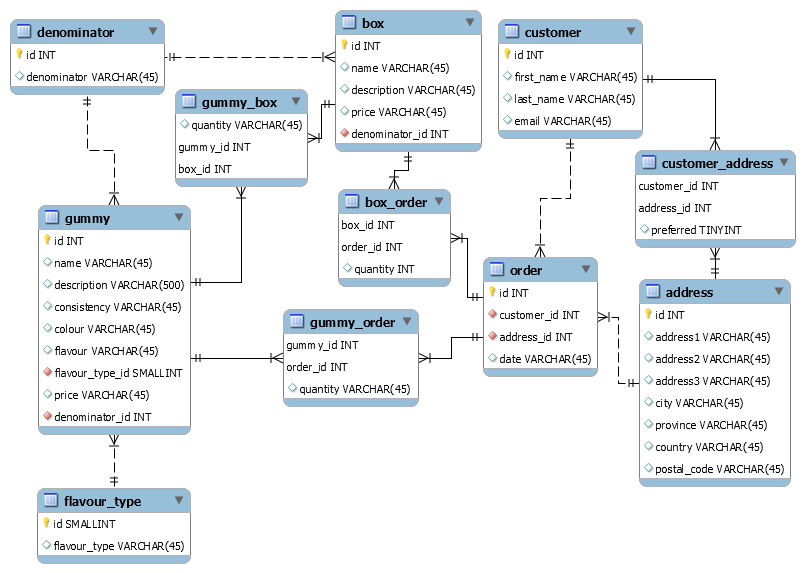 denominator
id INT
denominator VARCHAR(45)
box
id INT
name VARCHAR(45)
description VARCHAR(45)
price VARCHAR(45)
denominator_id INT
customer
id INT
first_name VARCHAR(45)
last_name VARCHAR(45)
email VARCHAR(45)
gummy_box
quantity VARCHAR(45)
gummy_id INT
box_id INT
customer_address
customer_id INT
address_id INT
preferred TINYINT
box_order
box_id INT
order_id INT
quantity INT
gummy
id INT
name VARCHAR(45)
description VARCHAR(500)
consistency VARCHAR(45)
colour VARCHAR(45)
flavour VARCHAR(45)
flavour_type_id SMALLINT
price VARCHAR(45)
denominator_id INT
order
id INT
customer_id INT
address_id INT
date VARCHAR(45)
address
id INT
address1 VARCHAR(45)
address2 VARCHAR(45)
address3 VARCHAR(45)
city VARCHAR(45)
province VARCHAR(45)
country VARCHAR(45)
postal_code VARCHAR(45)
gummy_order
gummy_id INT
order_id INT
quantity VARCHAR(45)
flavour_type
id SMALLINT
flavour_type VARCHAR(45)